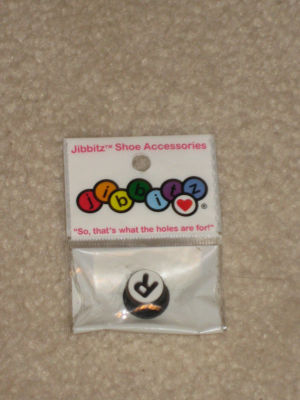 Jibbitz™ Shoe Accessories
jibbitz®
"So, that's what the holes are for!"
R